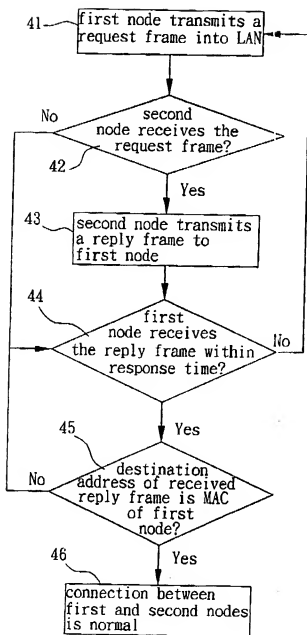 41
first node transmits a
request frame into LAN
No
second
node receives the
request frame?
42
Yes
43
second node transmits
a reply frame to
first node
44
first
node receives
the reply frame within
response time?
No
Yes
45
No
destination
address of received
reply frame is MAC
of first
node?
Yes
46
connection between
first and second nodes
is normal